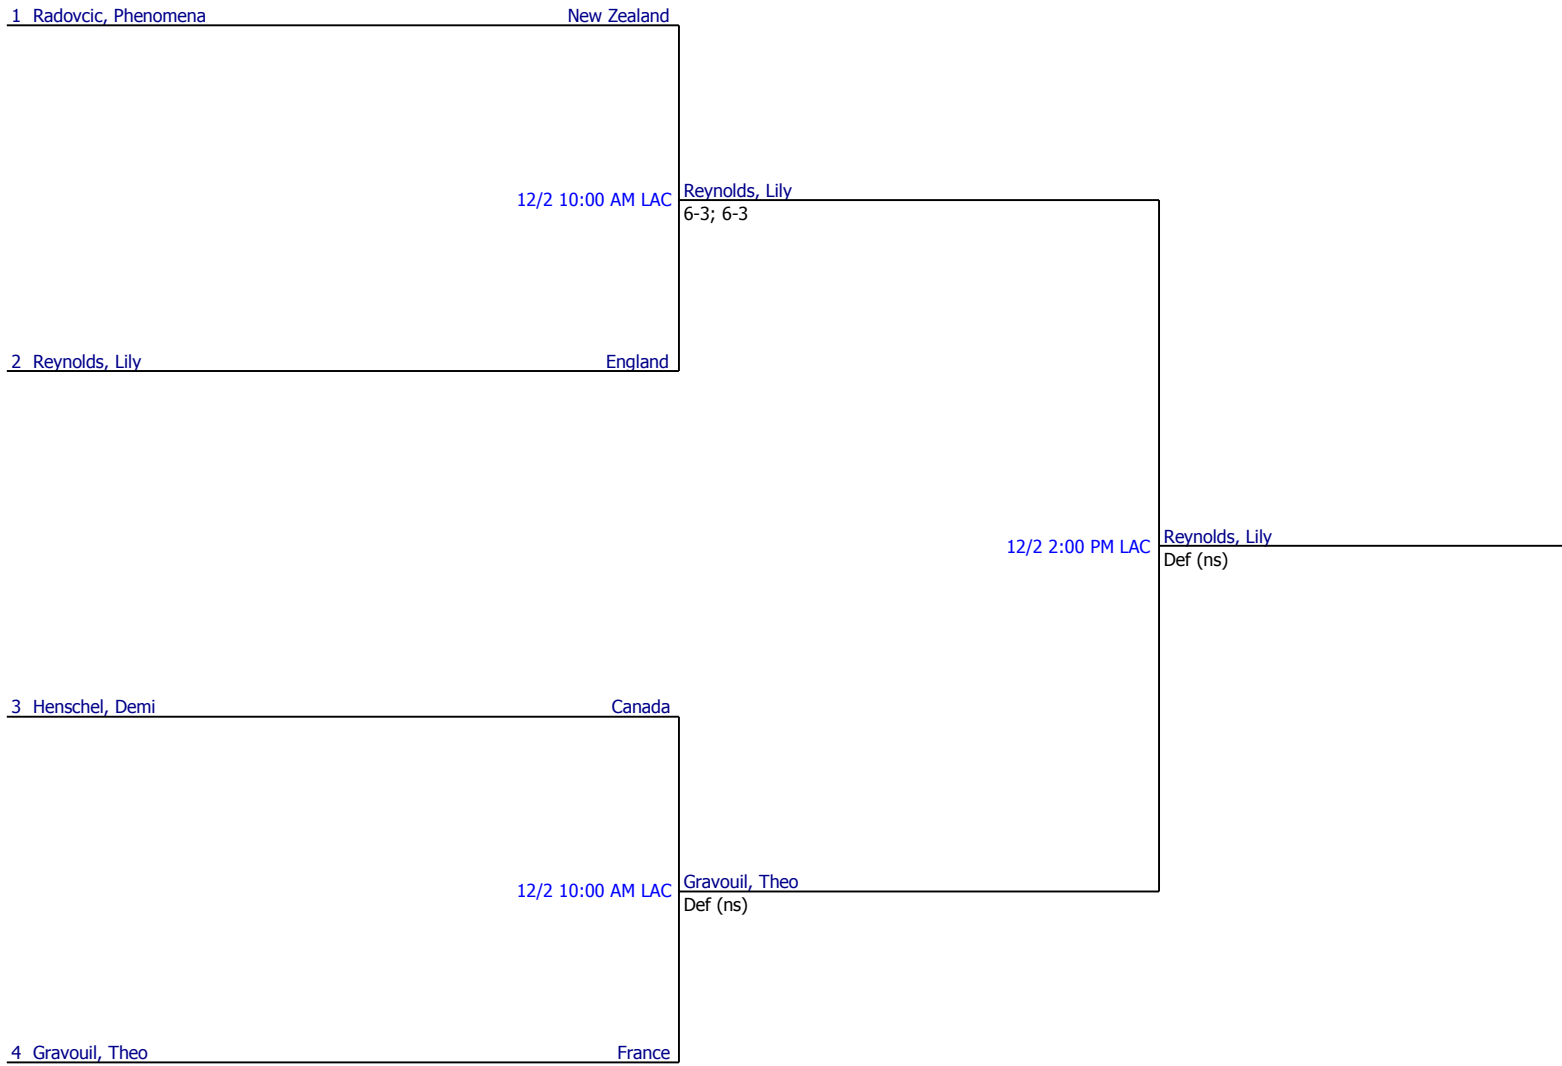 1 Radovcic, Phenomena New Zealand
12/2 10:00 AM LAC Reynolds, Lily
6-3; 6-3
2 Reynolds, Lily England
12/2 2:00 PM LAC Reynolds, Lily
Def (ns)
3 Henschel, Demi Canada
12/2 10:00 AM LAC Gravouil, Theo
Def (ns)
4 Gravouil, Theo France